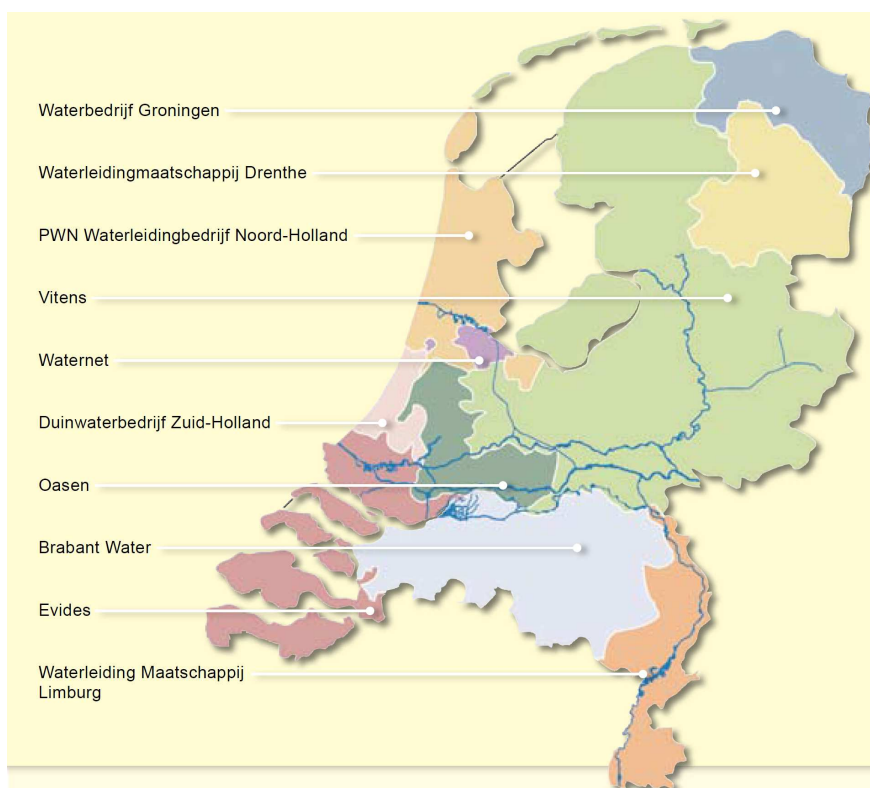 Waterbedrijf Groningen
Waterleidingmaatschappij Drenthe
PWN Waterleidingbedrijf Noord-Holland
Vitens
Waternet
Duinwaterbedrijf Zuid-Holland
Oasen
Brabant Water
Evides
Waterleiding Maatschappij
Limburg